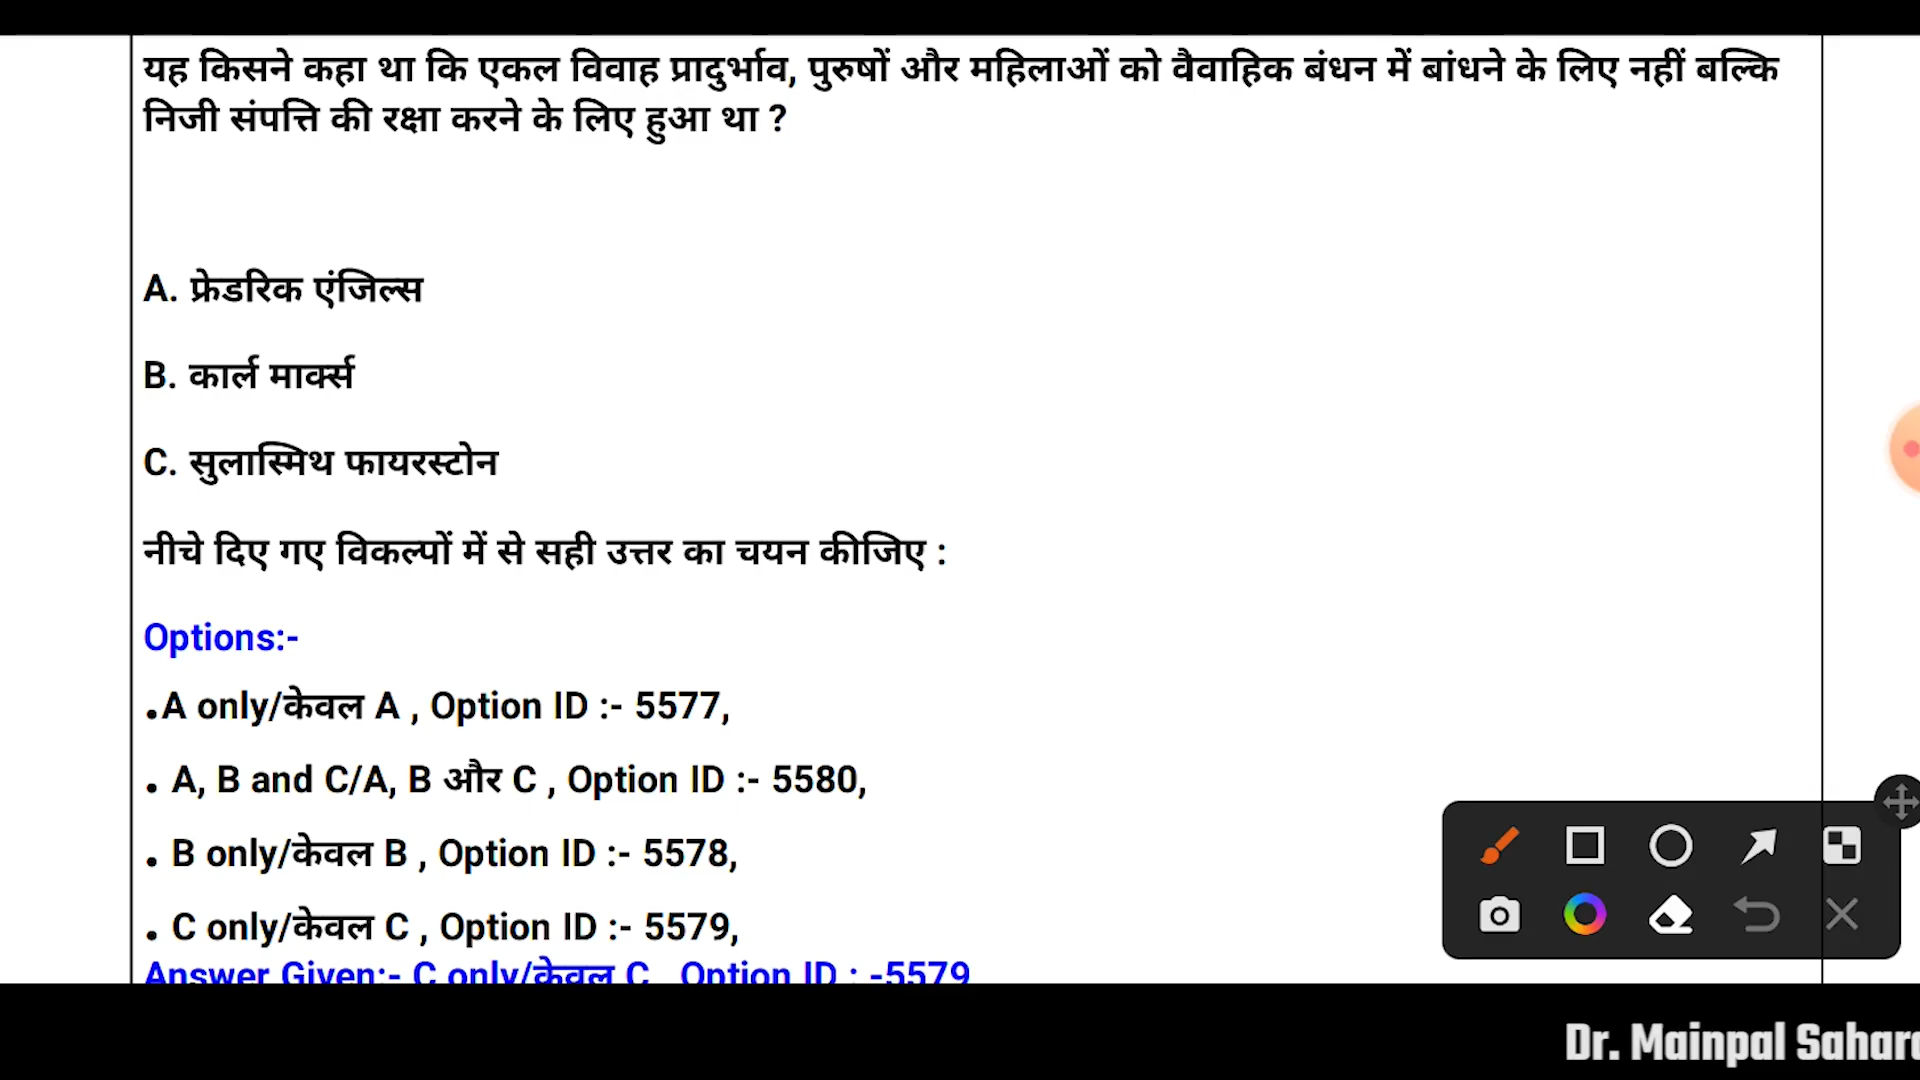 यह किसने कहा था कि एकल विवाह प्रादुर्भाव, पुरुषों और महिलाओं को वैवाहिक बंधन में बांधने के लिए नहीं बल्कि
निजी संपत्ति की रक्षा करने के लिए हुआ था ?
A. फ्रेडरिक एंजिल्स
B. कार्ल मार्क्स
C. सुलास्मिथ फायरस्टोन
नीचे दिए गए विकल्पों में से सही उत्तर का चयन कीजिए :
Options:-
.A only/केवल A , Option ID :- 5577,
. A, B and C/A, B और C , Option ID :- 5580,
. B only/केवल B , Option ID :- 5578,
. C only/केवल C , Option ID :- 5579,
Answer Given:- C only/केवल C , Option ID : -5579
Dr. Mainpal